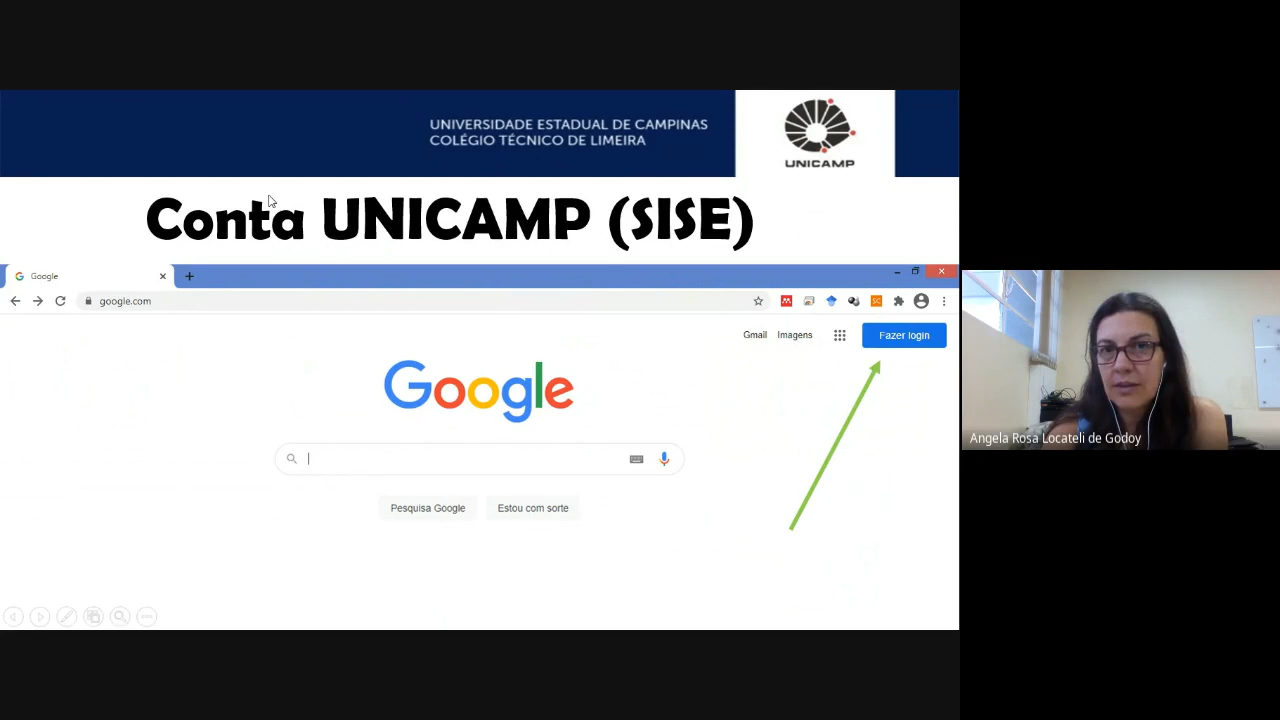 UNIVERSIDADE ESTADUAL DE CAMPINAS
COLÉGIO TÉCNICO DE LIMEIRA
UNICAMP
Conta UNICAMP (SISE)
Google
google.com
SC
Gmail
Imagens
Fazer login
Google
Pesquisa Google
Estou com sorte
Angela Rosa Locateli de Godoy